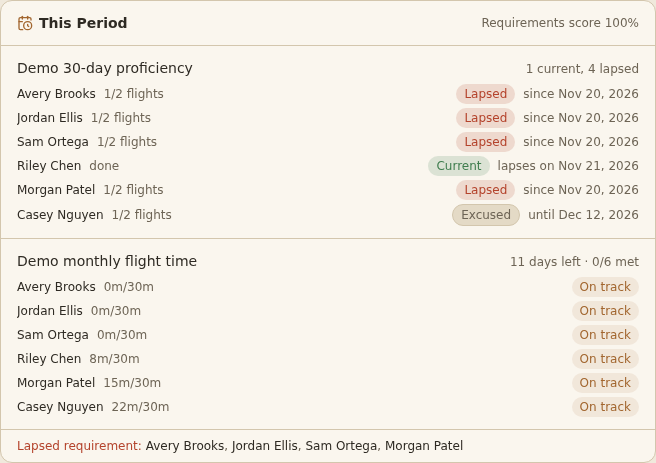 This Period Requirements score 100%
Demo 30-day proficiency 1 current, 4 lapsed
Avery Brooks 1/2 flights Lapsed since Nov 20, 2026
Jordan Ellis 1/2 flights Lapsed since Nov 20, 2026
Sam Ortega 1/2 flights Lapsed since Nov 20, 2026
Riley Chen done Current lapses on Nov 21, 2026
Morgan Patel 1/2 flights Lapsed since Nov 20, 2026
Casey Nguyen 1/2 flights Excused until Dec 12, 2026
Demo monthly flight time 11 days left · 0/6 met
Avery Brooks 0m/30m On track
Jordan Ellis 0m/30m On track
Sam Ortega 0m/30m On track
Riley Chen 8m/30m On track
Morgan Patel 15m/30m On track
Casey Nguyen 22m/30m On track
Lapsed requirement: Avery Brooks, Jordan Ellis, Sam Ortega, Morgan Patel